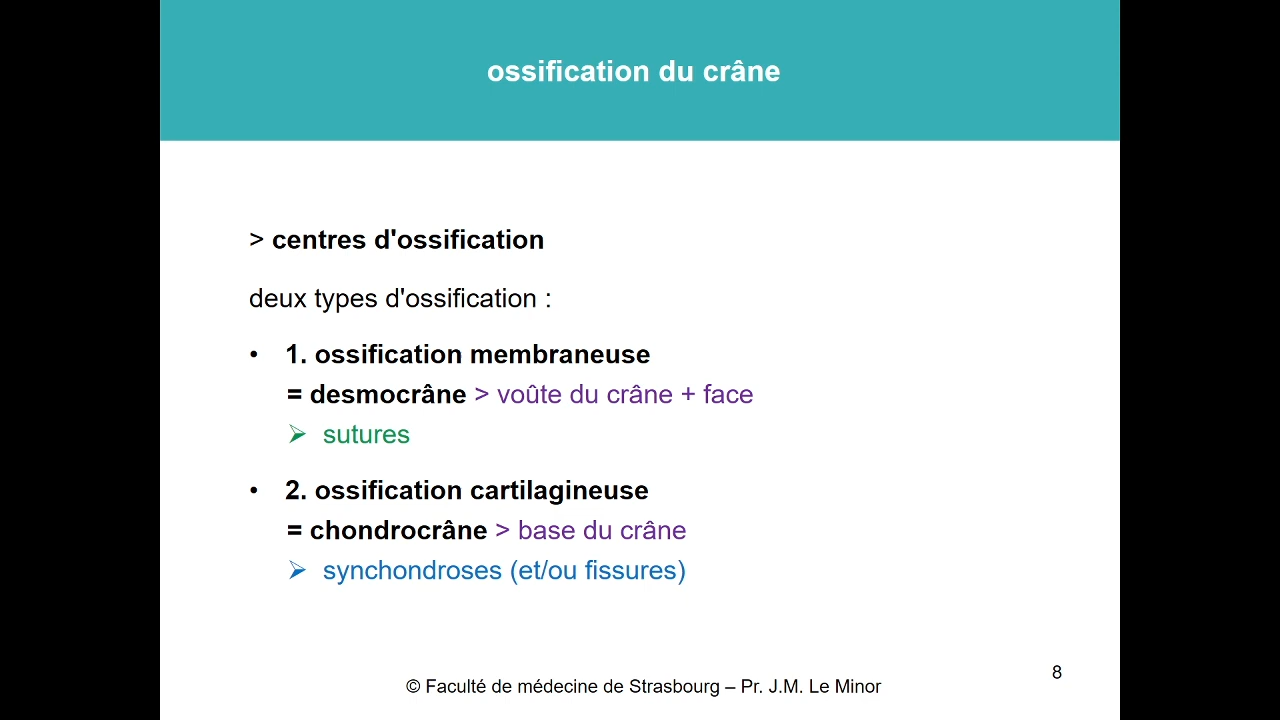 ossification du crâne
> centres d'ossification
deux types d'ossification :
• 1. ossification membraneuse
= desmocrâne > voûte du crâne + face
➢ sutures
• 2. ossification cartilagineuse
= chondrocrâne > base du crâne
➢ synchondroses (et/ou fissures)
8
© Faculté de médecine de Strasbourg – Pr. J.M. Le Minor